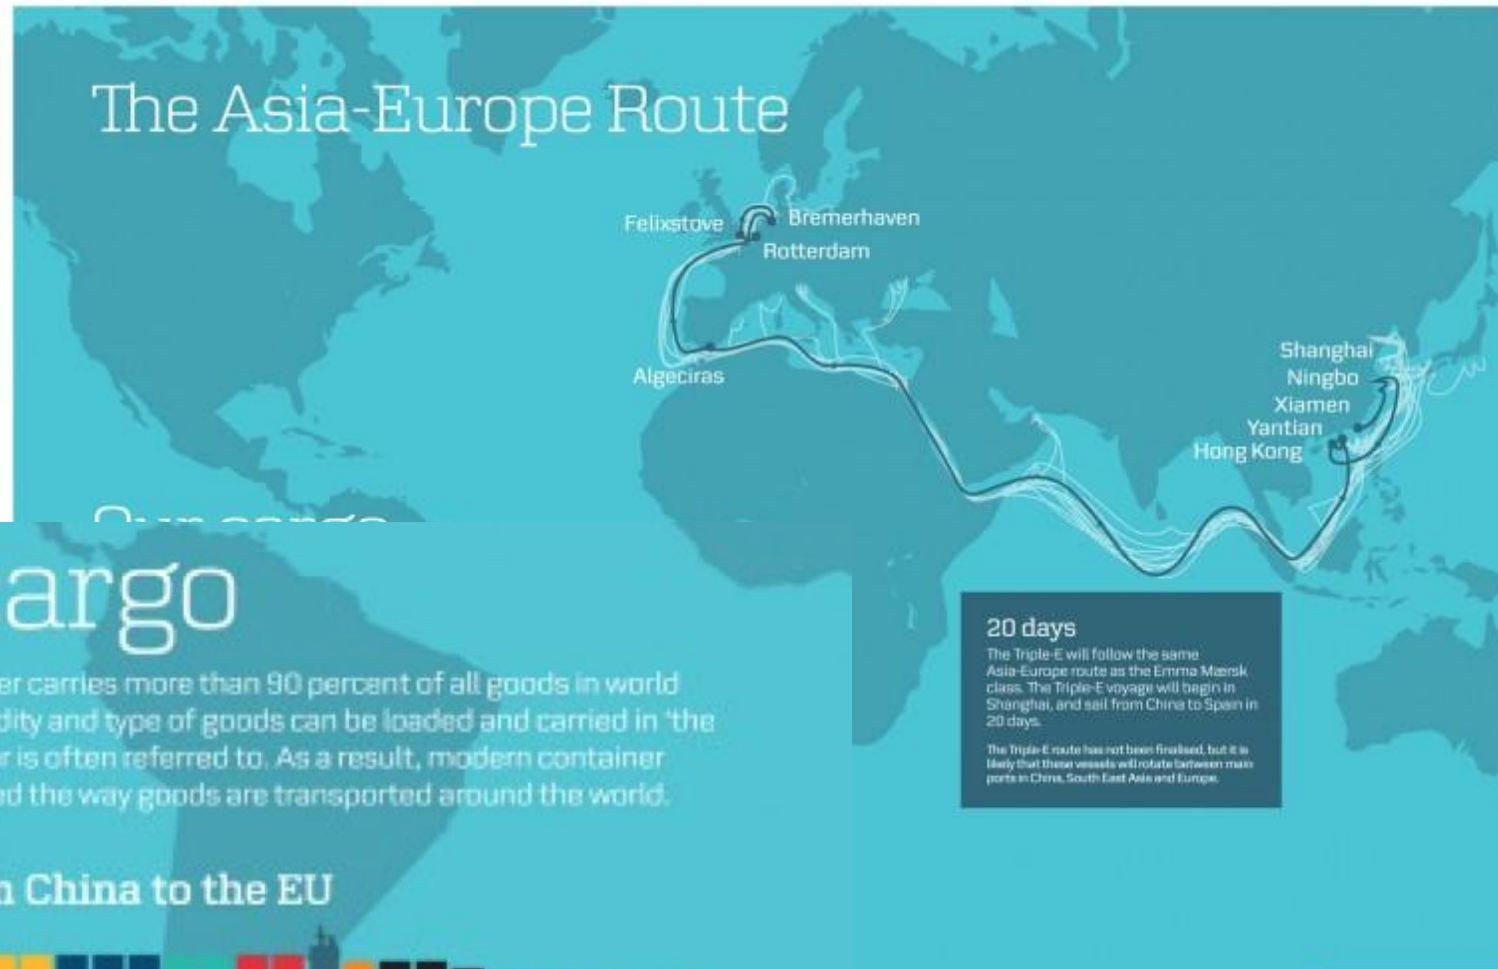 The Asia-Europe Route
Felixstove
Bremerhaven
Rotterdam
Algeciras
Shanghai
Ningbo
Xiamen
Yantian
Hong Kong
Our cargo
argo
er carries more than 90 percent of all goods in world
dity and type of goods can be loaded and carried in 'the
r is often referred to. As a result, modern container
ed the way goods are transported around the world.
n China to the EU
20 days
The Triple-E will follow the same
Asia-Europe route as the Emma Mærsk
class. The Triple-E voyage will begin in
Shanghai, and sail from China to Spain in
20 days.
The Triple-E route has not been finalised, but it is
likely that these vessels will rotate between main
ports in China, South East Asia and Europe.